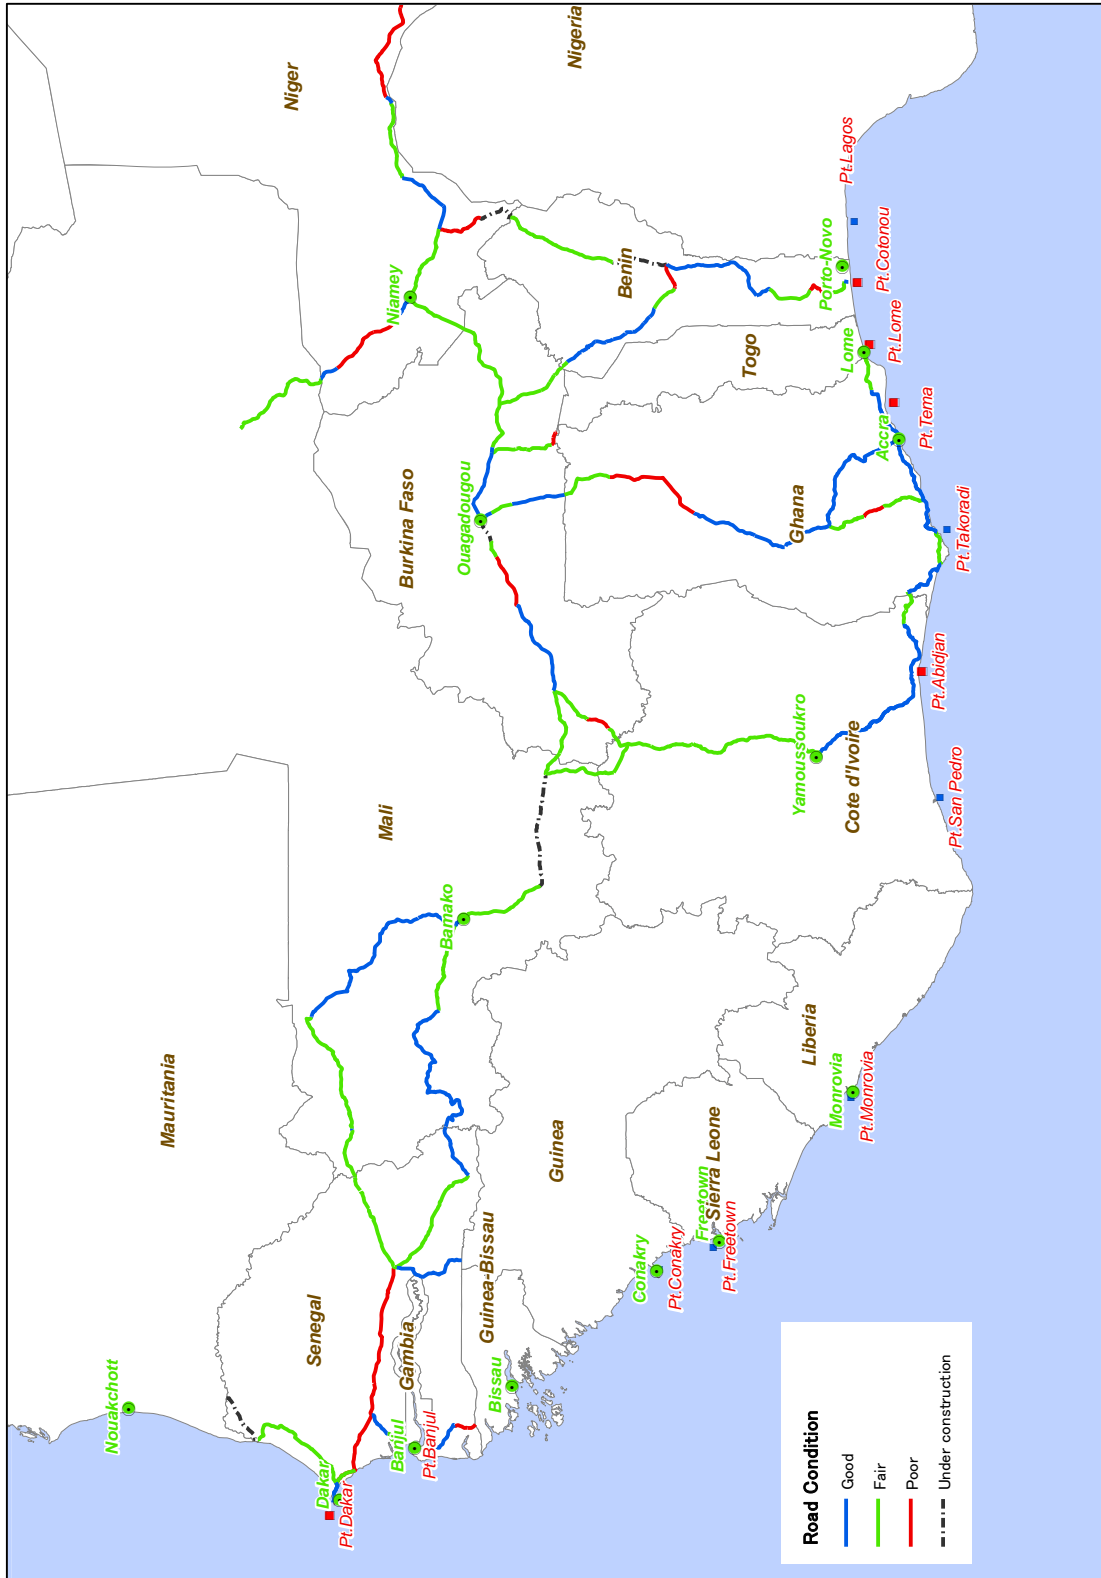 Nouakchott
Mauritania
Mali
Niger
Nigeria
Niamey
Dakar
Pt.Dakar
Senegal
Gambia
Banjul
Pt.Banjul
Guinea-Bissau
Bissau
Bamako
Burkina Faso
Ouagadougou
Benin
Togo
Ghana
Guinea
Conakry
Pt.Conakry
Freetown
Sierra Leone
Pt.Freetown
Liberia
Monrovia
Pt.Monrovia
Yamoussoukro
Cote d'Ivoire
Pt.San Pedro
Pt.Abidjan
Pt.Takoradi
Accra
Pt.Tema
Lome
Pt.Lome
Porto-Novo
Pt.Cotonou
Pt.Lagos
Road Condition
Good
Fair
Poor
Under construction